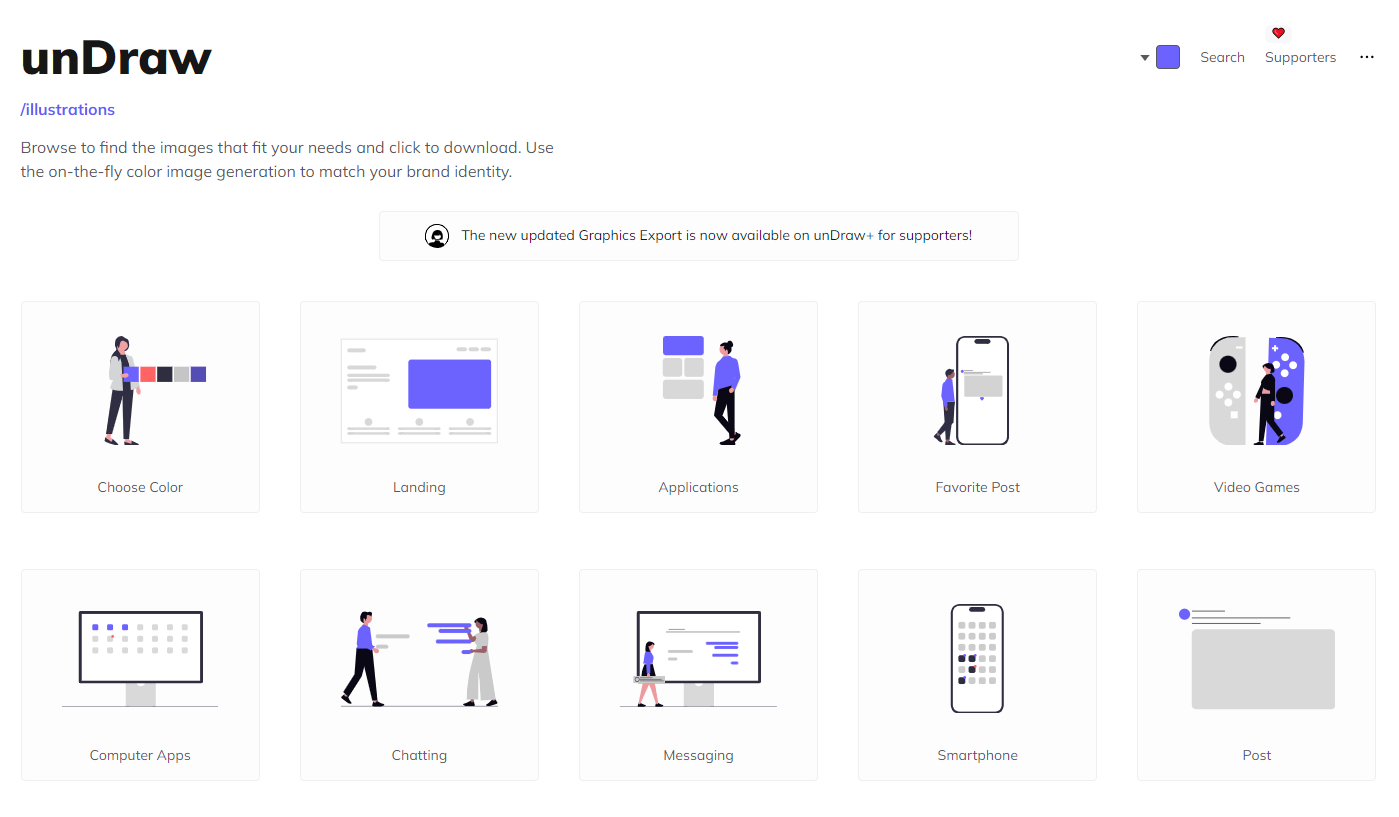 unDraw
Search
Supporters
/illustrations
Browse to find the images that fit your needs and click to download. Use
the on-the-fly color image generation to match your brand identity.
The new updated Graphics Export is now available on unDraw+ for supporters!
Choose Color
Landing
Applications
Favorite Post
Video Games
Computer Apps
Chatting
Messaging
Smartphone
Post